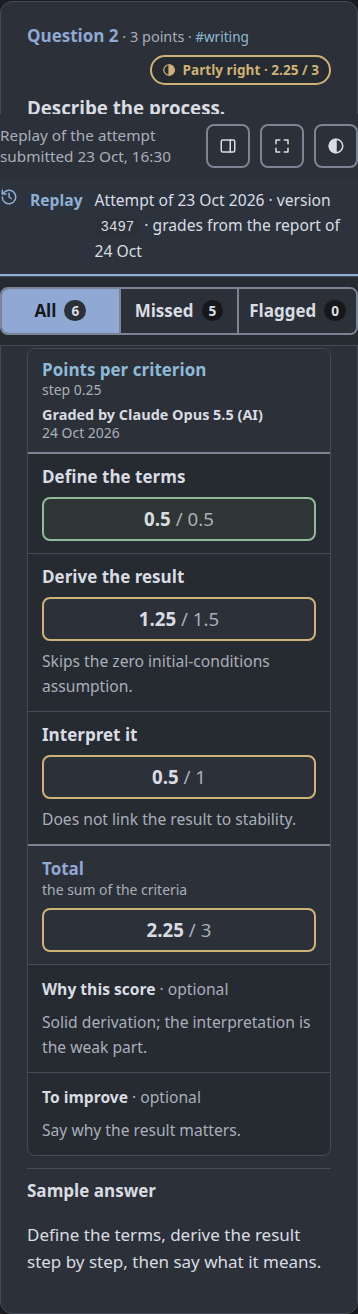 Question 2 · 3 points · #writing
Partly right · 2.25 / 3
Describe the process.
Replay of the attempt
submitted 23 Oct, 16:30
Replay Attempt of 23 Oct 2026 · version
3497 · grades from the report of
24 Oct
All 6 Missed 5 Flagged 0
Points per criterion
step 0.25
Graded by Claude Opus 5.5 (AI)
24 Oct 2026
Define the terms
0.5 / 0.5
Derive the result
1.25 / 1.5
Skips the zero initial-conditions
assumption.
Interpret it
0.5 / 1
Does not link the result to stability.
Total
the sum of the criteria
2.25 / 3
Why this score · optional
Solid derivation; the interpretation is
the weak part.
To improve · optional
Say why the result matters.
Sample answer
Define the terms, derive the result
step by step, then say what it means.